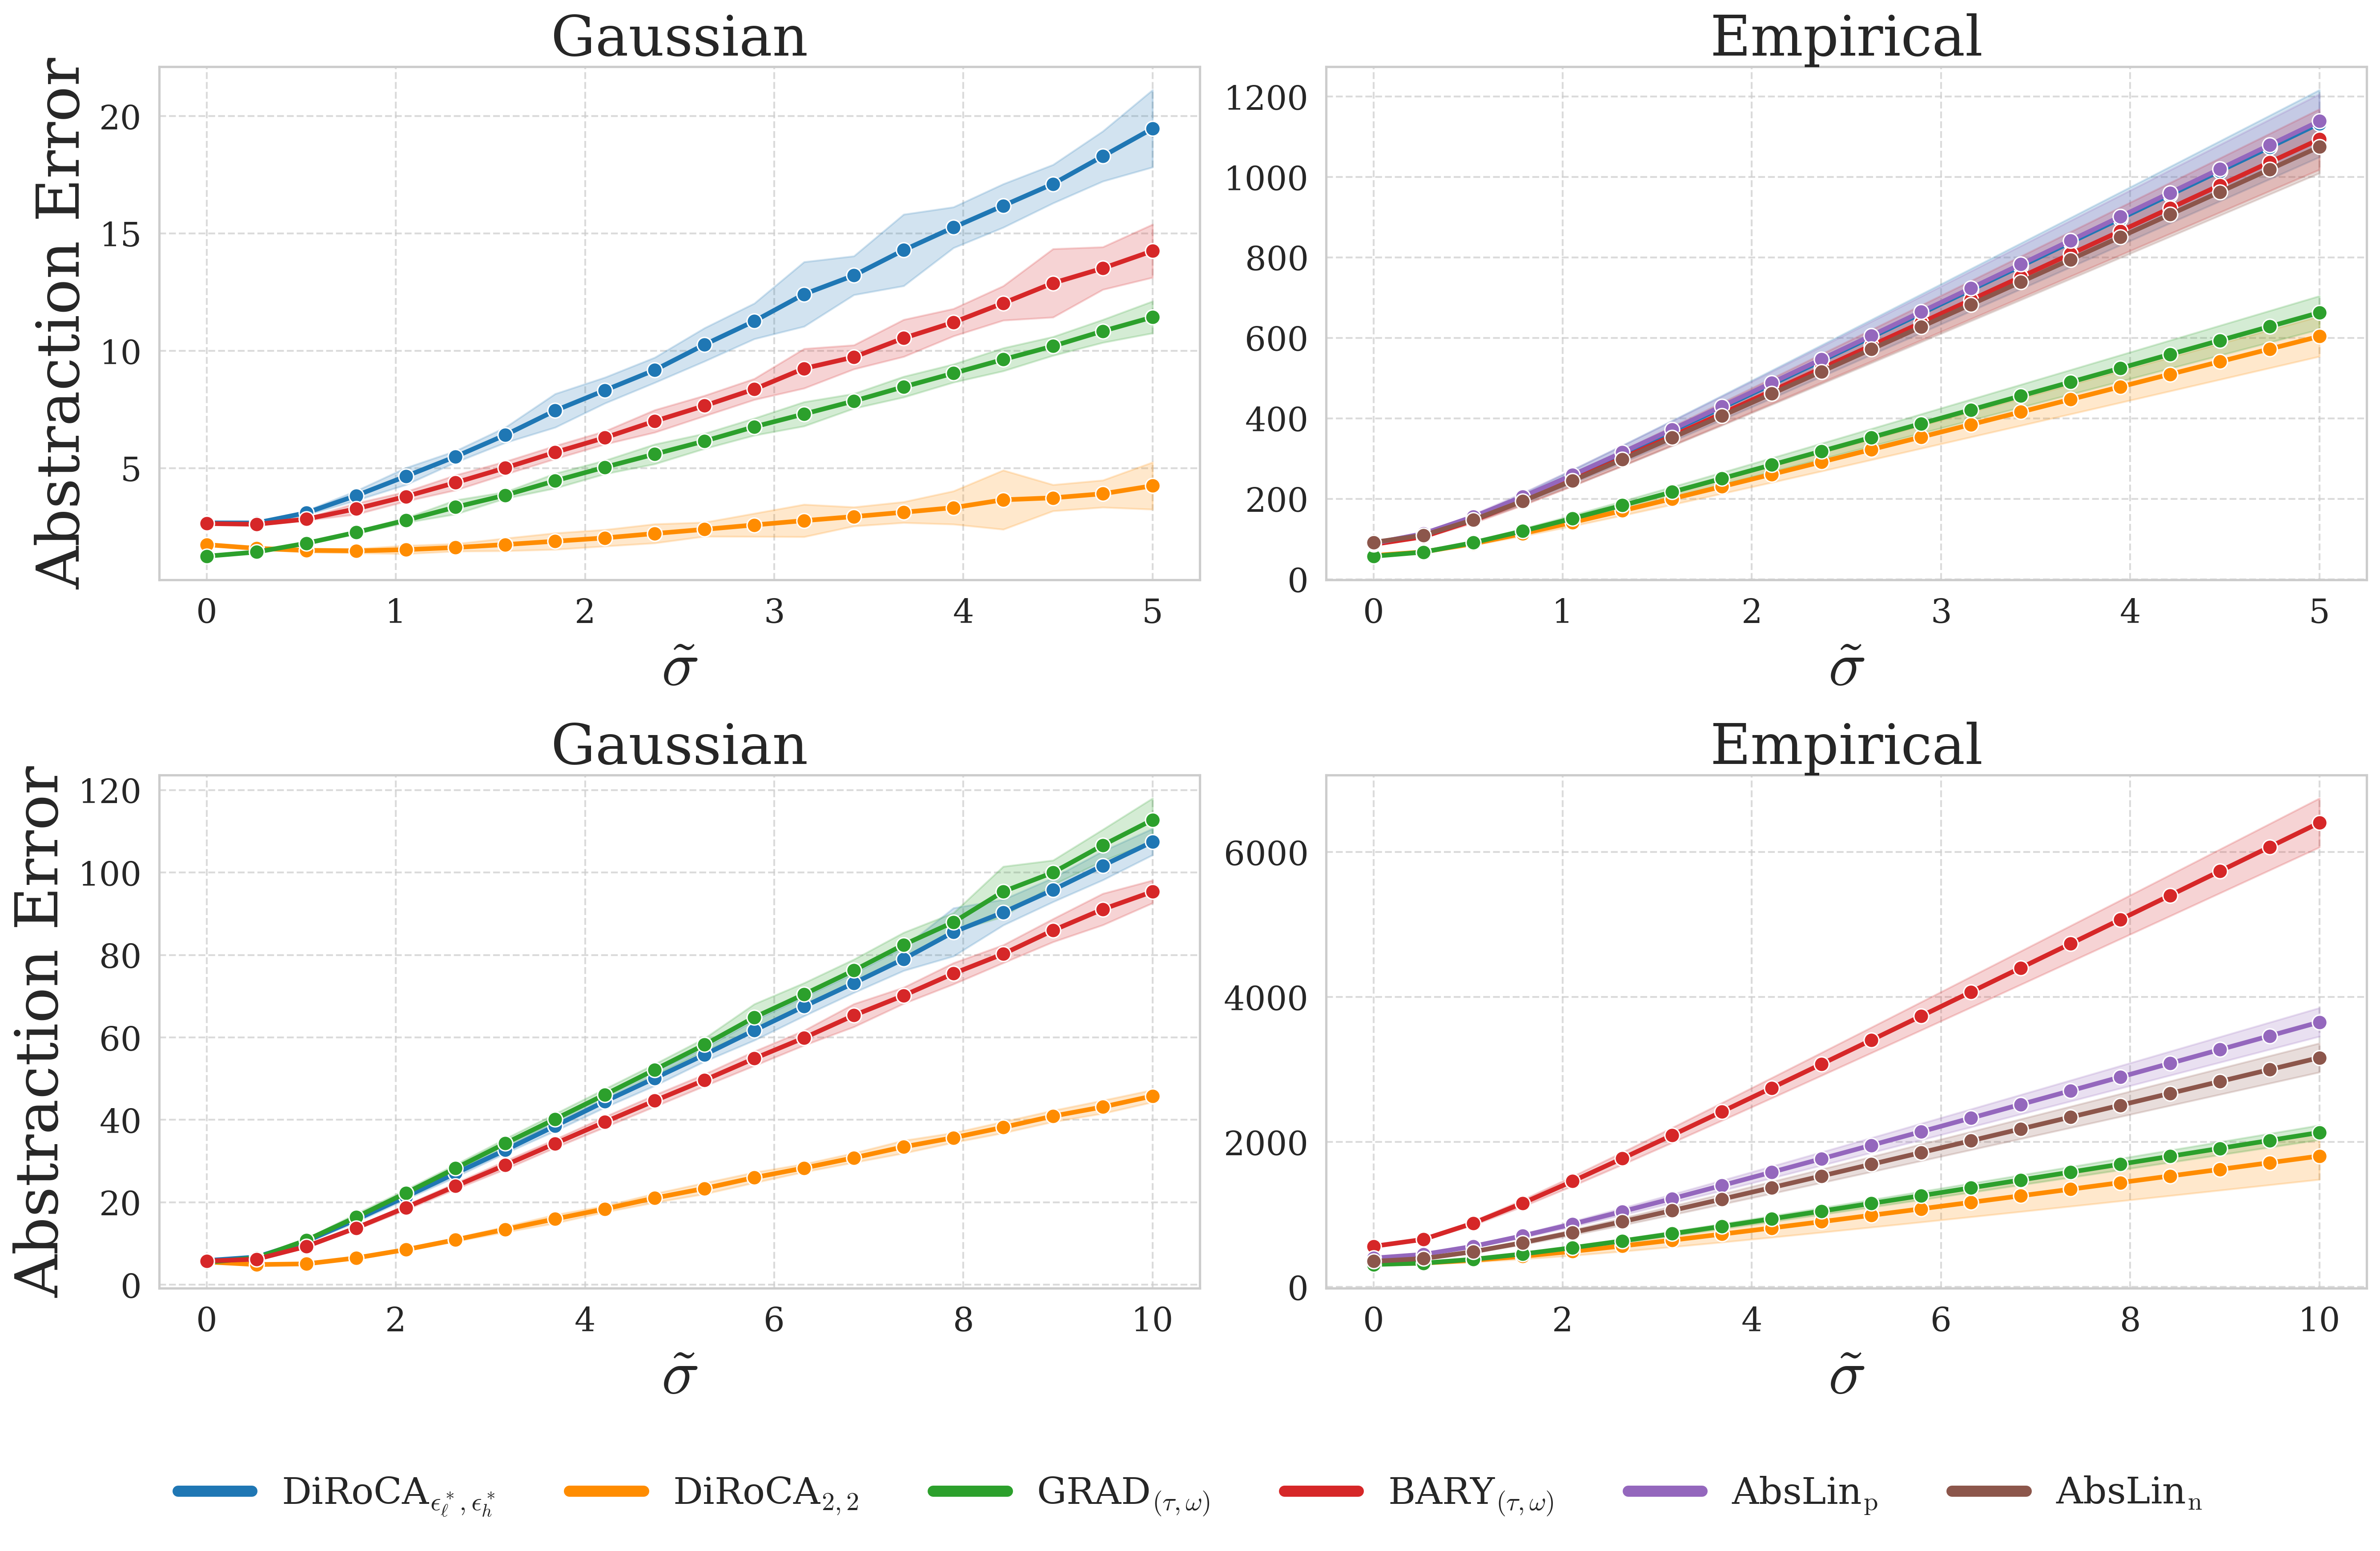 Gaussian
Empirical
Abstraction Error
20
15
10
5
0 1 2 3 4 5
σ̃
1200
1000
800
600
400
200
0
0 1 2 3 4 5
σ̃
Gaussian
Empirical
Abstraction Error
120
100
80
60
40
20
0
0 2 4 6 8 10
σ̃
6000
4000
2000
0
0 2 4 6 8 10
σ̃
DiRoCA_{ϵ_ℓ^*, ϵ_h^*} DiRoCA_{2,2} GRAD_{(τ,ω)} BARY_{(τ,ω)} AbsLin_p AbsLin_n